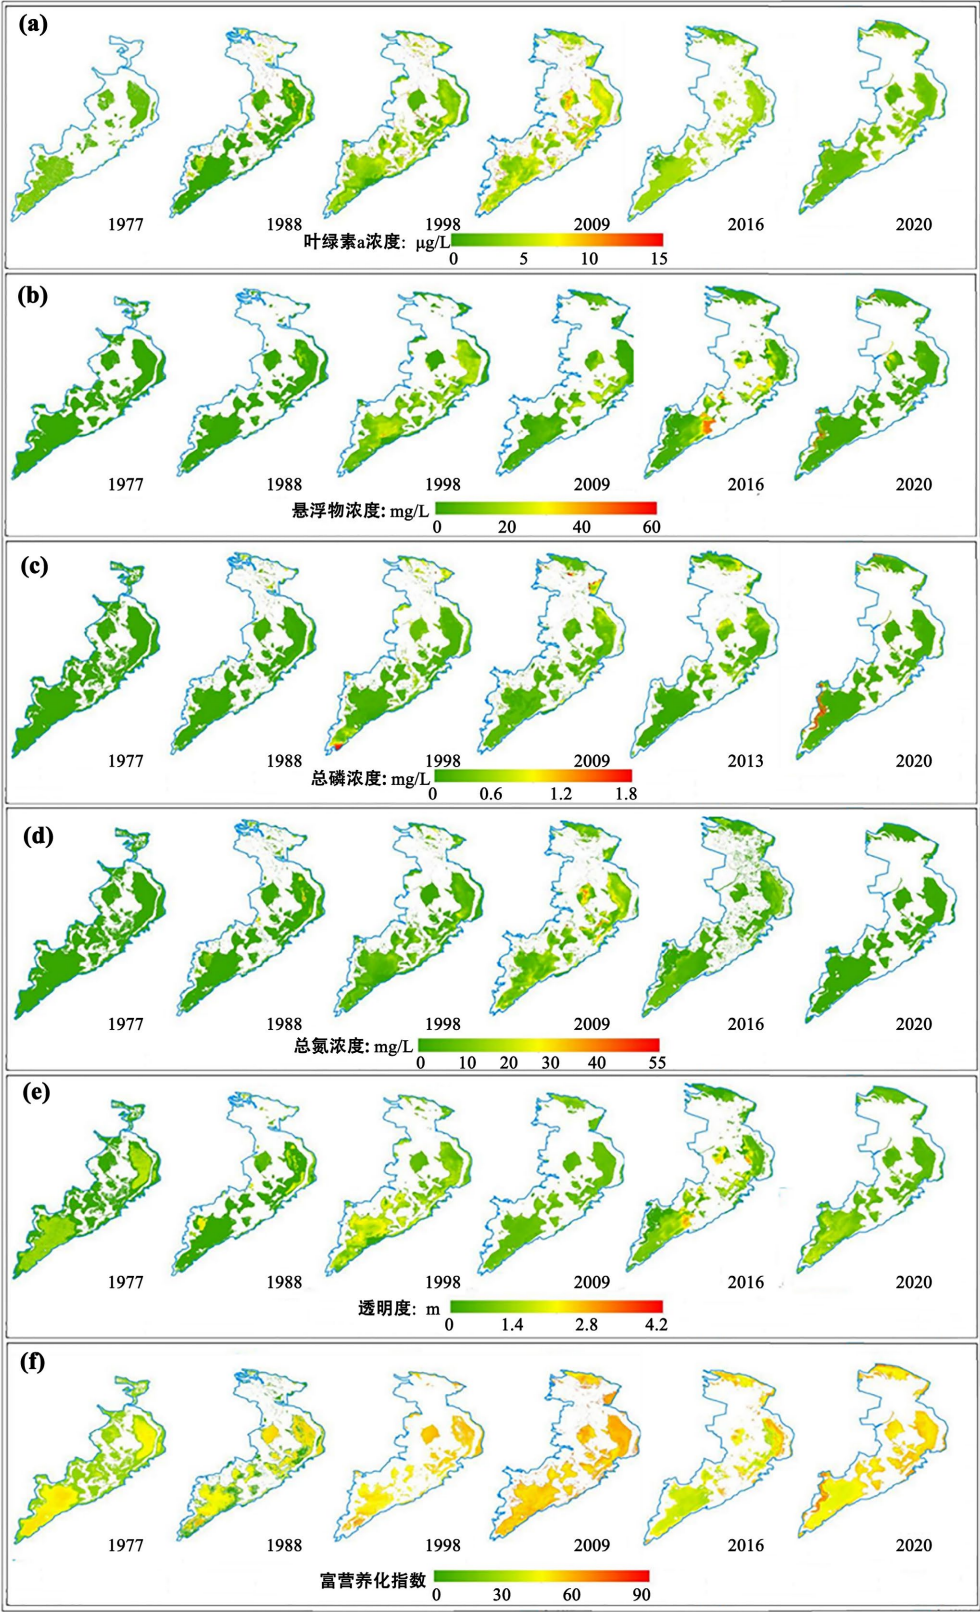 (a)
1977 1988 1998 2009 2016 2020
叶绿素a浓度: μg/L
0 5 10 15
(b)
1977 1988 1998 2009 2016 2020
悬浮物浓度: mg/L
0 20 40 60
(c)
1977 1988 1998 2009 2013 2020
总磷浓度: mg/L
0 0.6 1.2 1.8
(d)
1977 1988 1998 2009 2016 2020
总氮浓度: mg/L
0 10 20 30 40 55
(e)
1977 1988 1998 2009 2016 2020
透明度: m
0 1.4 2.8 4.2
(f)
1977 1988 1998 2009 2016 2020
富营养化指数
0 30 60 90